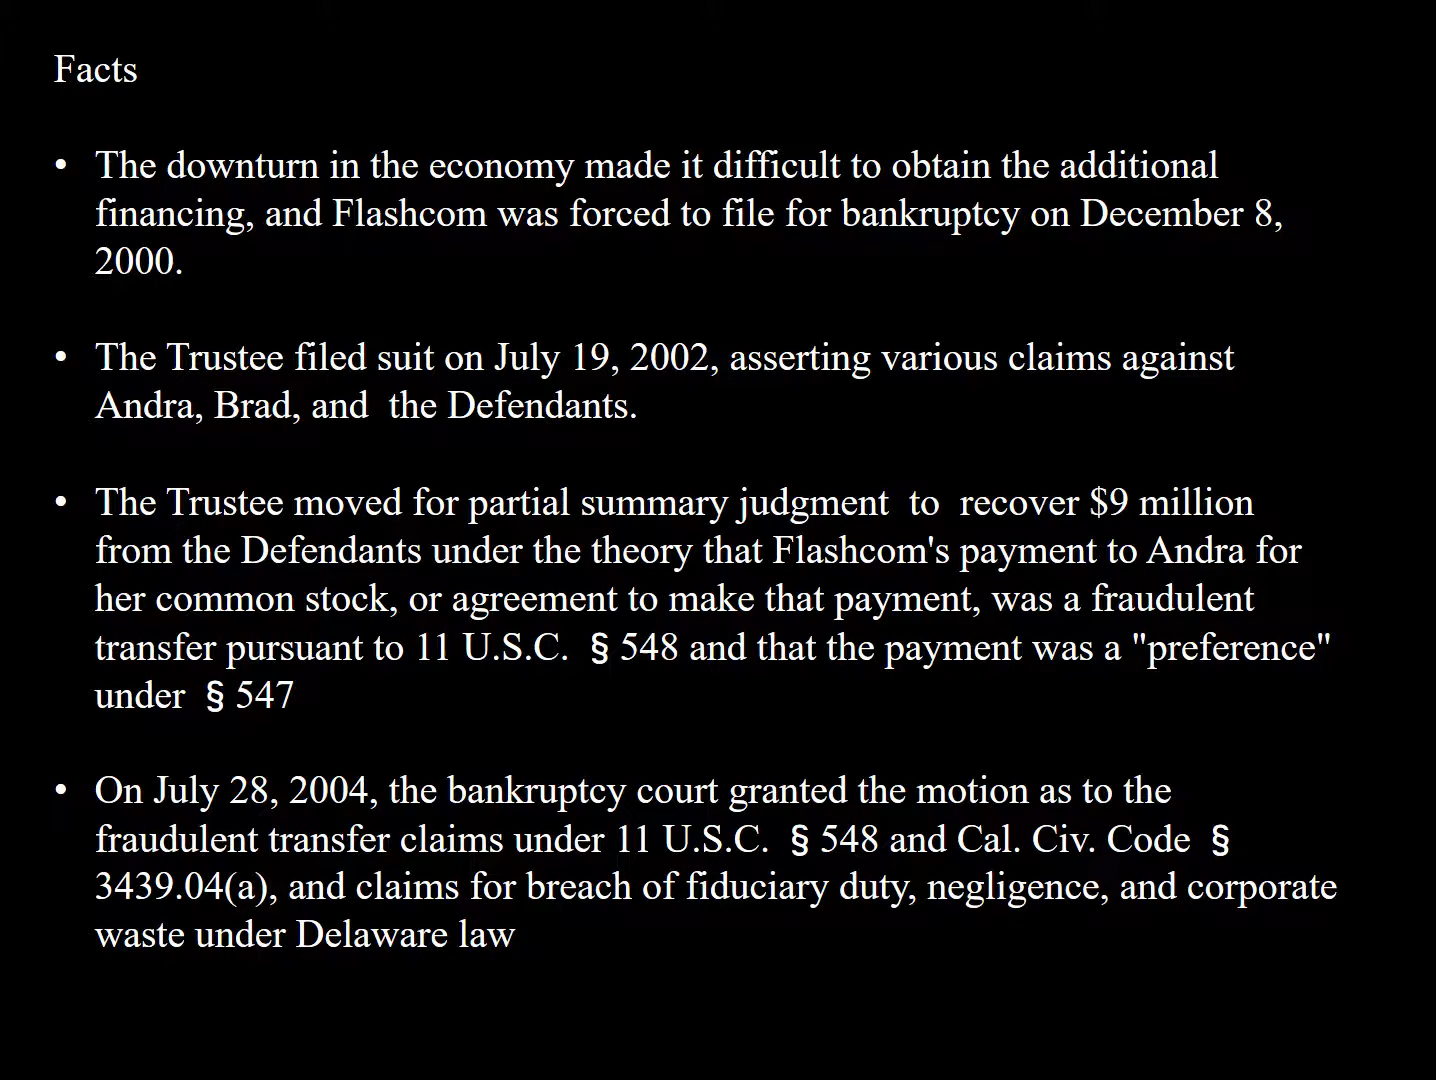 Facts
• The downturn in the economy made it difficult to obtain the additional
financing, and Flashcom was forced to file for bankruptcy on December 8,
2000.
• The Trustee filed suit on July 19, 2002, asserting various claims against
Andra, Brad, and  the Defendants.
• The Trustee moved for partial summary judgment  to  recover $9 million
from the Defendants under the theory that Flashcom's payment to Andra for
her common stock, or agreement to make that payment, was a fraudulent
transfer pursuant to 11 U.S.C.  § 548 and that the payment was a "preference"
under  § 547
• On July 28, 2004, the bankruptcy court granted the motion as to the
fraudulent transfer claims under 11 U.S.C.  § 548 and Cal. Civ. Code  §
3439.04(a), and claims for breach of fiduciary duty, negligence, and corporate
waste under Delaware law